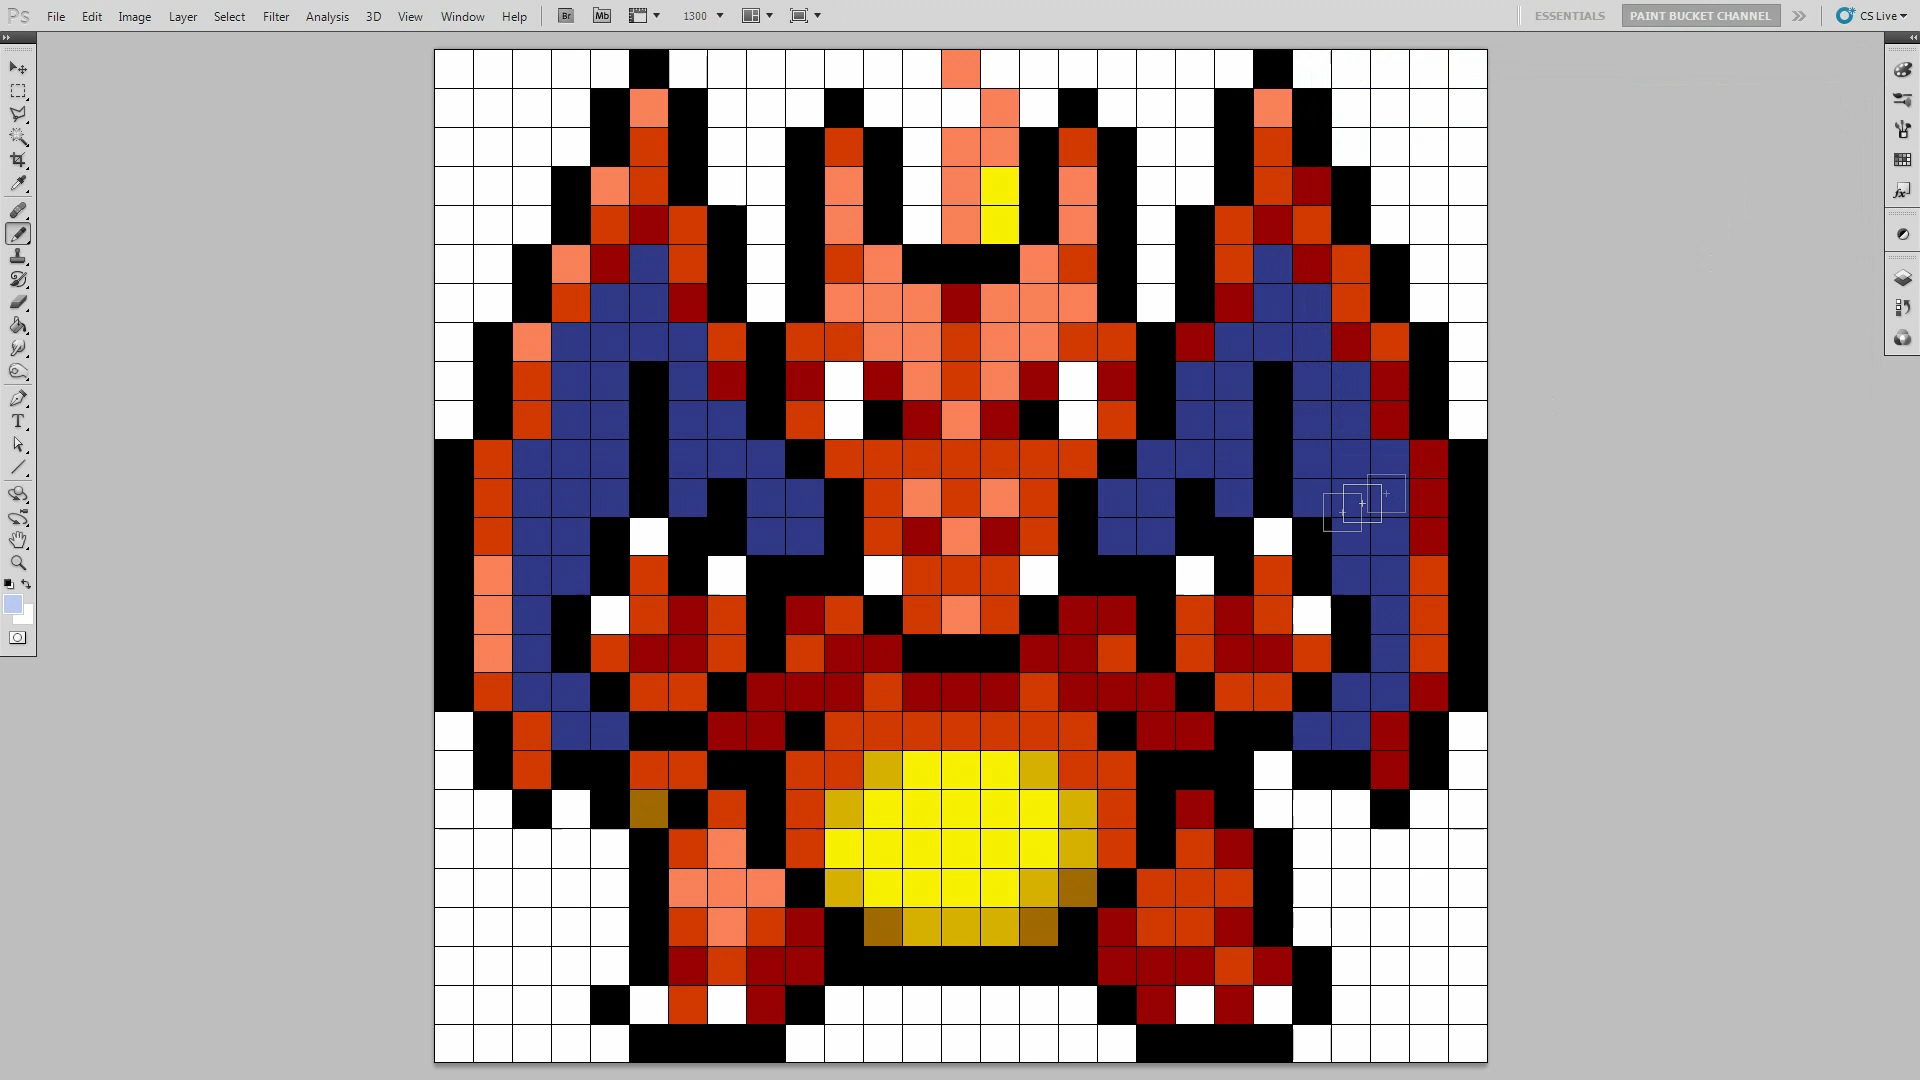 Ps File Edit Image Layer Select Filter Analysis 3D View Window Help Br Mb 1300 ESSENTIALS PAINT BUCKET CHANNEL CS Live
T
fx